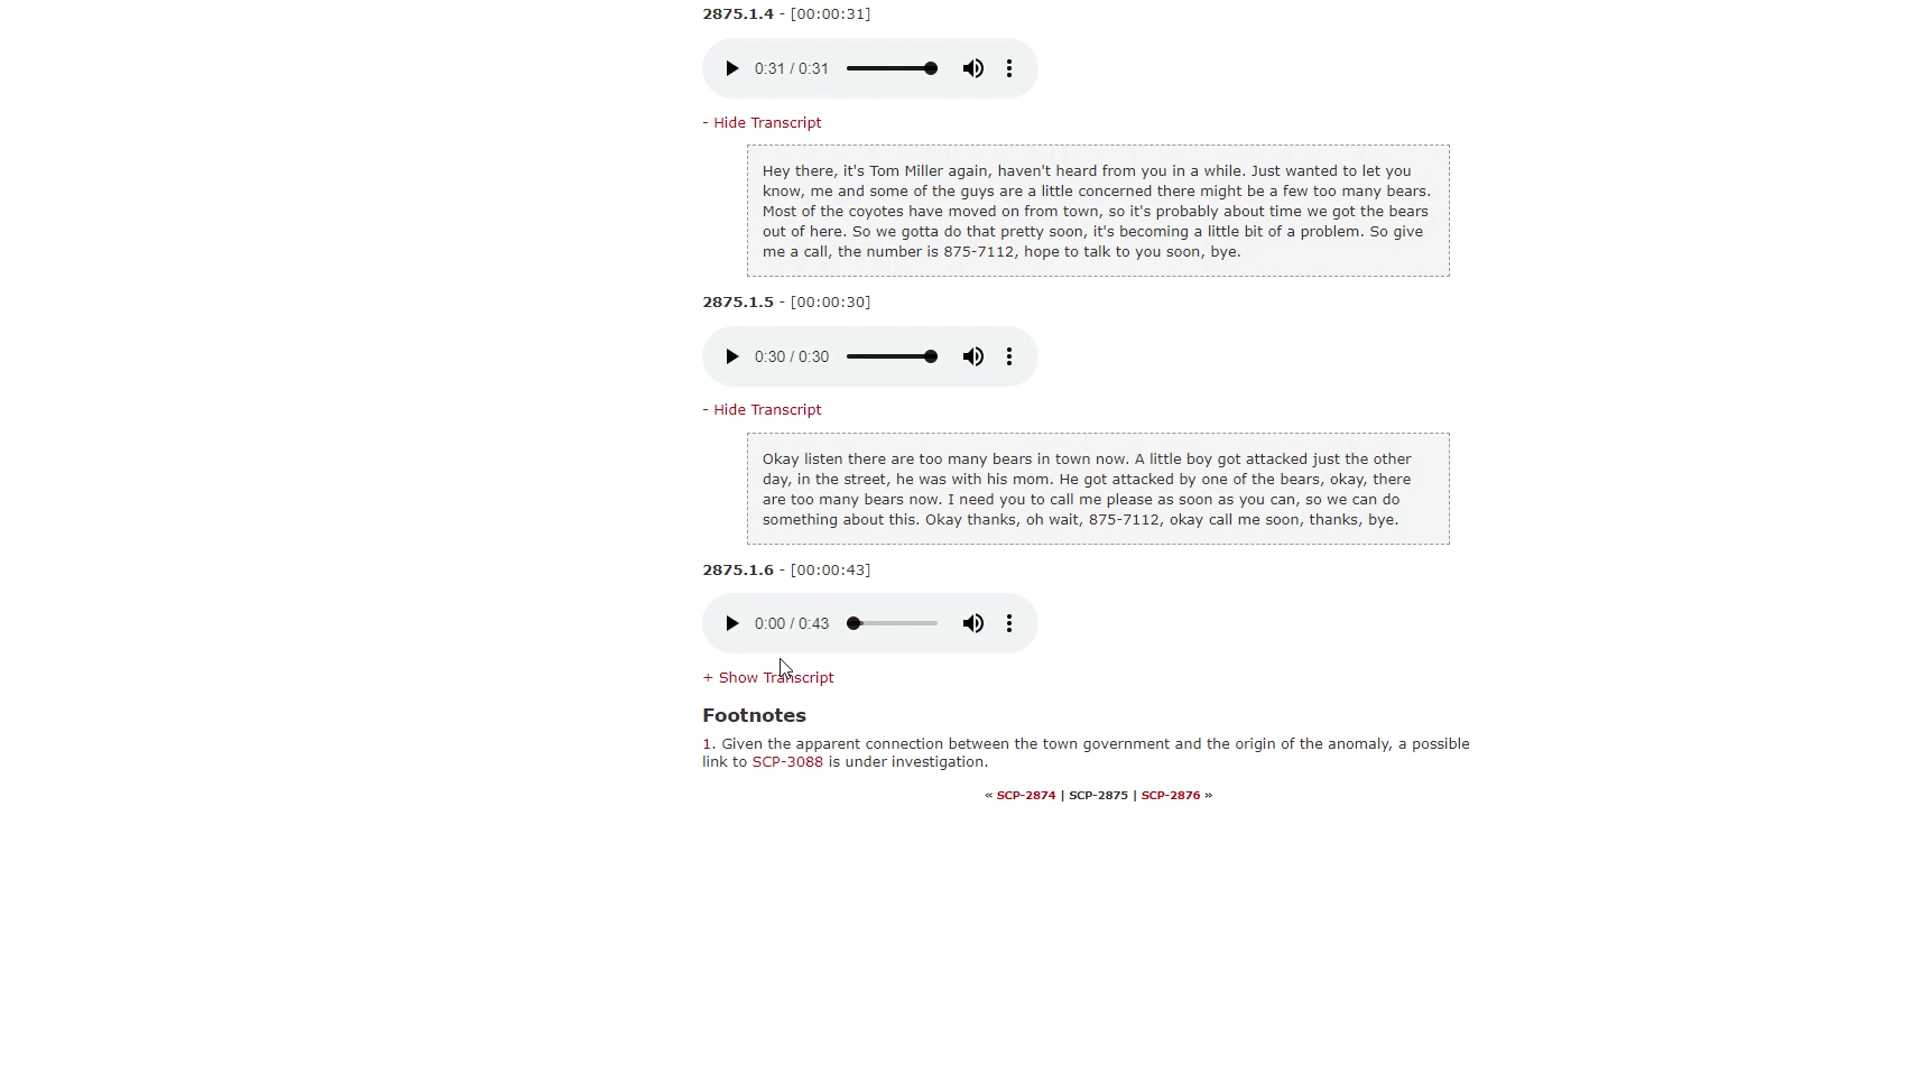 2875.1.4 - [00:00:31]
0:31 / 0:31
- Hide Transcript
Hey there, it's Tom Miller again, haven't heard from you in a while. Just wanted to let you
know, me and some of the guys are a little concerned there might be a few too many bears.
Most of the coyotes have moved on from town, so it's probably about time we got the bears
out of here. So we gotta do that pretty soon, it's becoming a little bit of a problem. So give
me a call, the number is 875-7112, hope to talk to you soon, bye.
2875.1.5 - [00:00:30]
0:30 / 0:30
- Hide Transcript
Okay listen there are too many bears in town now. A little boy got attacked just the other
day, in the street, he was with his mom. He got attacked by one of the bears, okay, there
are too many bears now. I need you to call me please as soon as you can, so we can do
something about this. Okay thanks, oh wait, 875-7112, okay call me soon, thanks, bye.
2875.1.6 - [00:00:43]
0:00 / 0:43
+ Show Transcript
Footnotes
1. Given the apparent connection between the town government and the origin of the anomaly, a possible
link to SCP-3088 is under investigation.
« SCP-2874 | SCP-2875 | SCP-2876 »